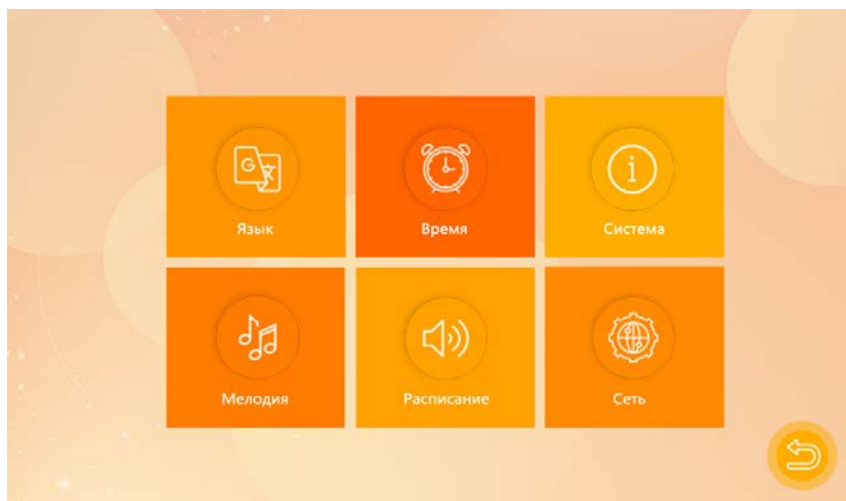 Язык
Время
Система
Мелодия
Расписание
Сеть